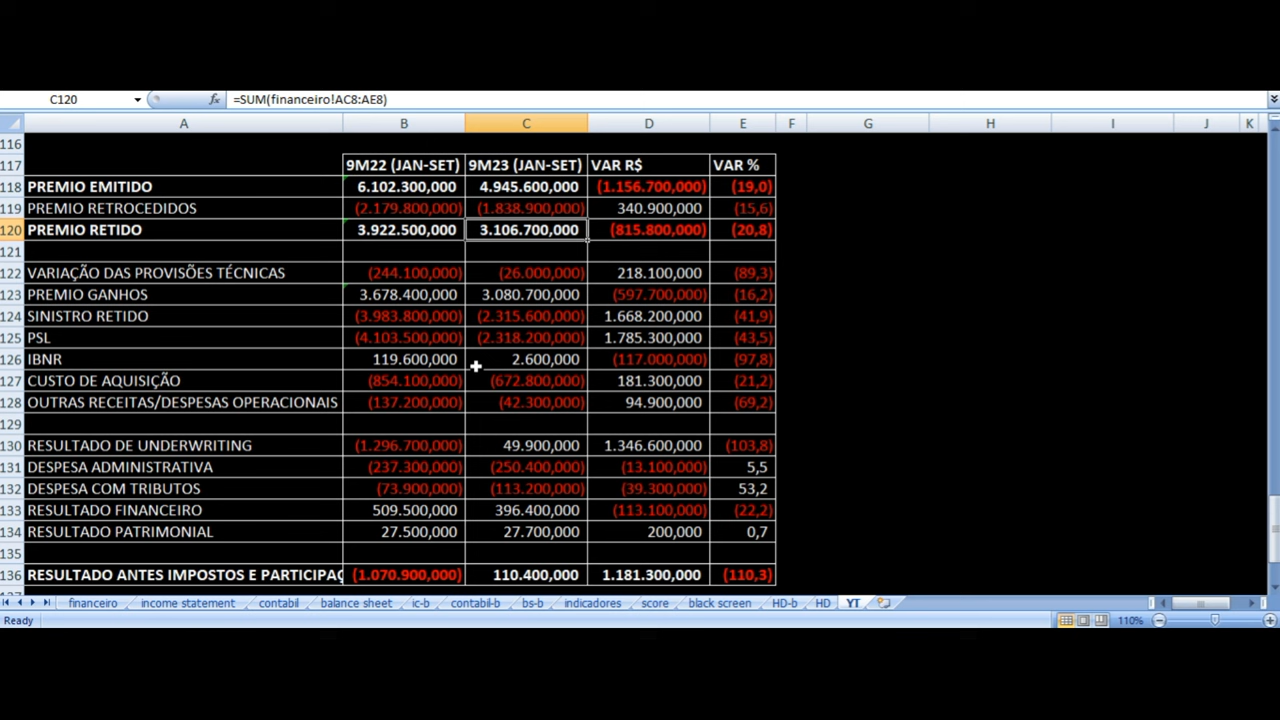 C120 fx =SUM(financeiro!AC8:AE8)
A B C D E F G H I J K
116
117 9M22 (JAN-SET) 9M23 (JAN-SET) VAR R$ VAR %
118 PREMIO EMITIDO 6.102.300,000 4.945.600,000 (1.156.700,000) (19,0)
119 PREMIO RETROCEDIDOS (2.179.800,000) (1.838.900,000) 340.900,000 (15,6)
120 PREMIO RETIDO 3.922.500,000 3.106.700,000 (815.800,000) (20,8)
121
122 VARIAÇÃO DAS PROVISÕES TÉCNICAS (244.100,000) (26.000,000) 218.100,000 (89,3)
123 PREMIO GANHOS 3.678.400,000 3.080.700,000 (597.700,000) (16,2)
124 SINISTRO RETIDO (3.983.800,000) (2.315.600,000) 1.668.200,000 (41,9)
125 PSL (4.103.500,000) (2.318.200,000) 1.785.300,000 (43,5)
126 IBNR 119.600,000 2.600,000 (117.000,000) (97,8)
127 CUSTO DE AQUISIÇÃO (854.100,000) (672.800,000) 181.300,000 (21,2)
128 OUTRAS RECEITAS/DESPESAS OPERACIONAIS (137.200,000) (42.300,000) 94.900,000 (69,2)
129
130 RESULTADO DE UNDERWRITING (1.296.700,000) 49.900,000 1.346.600,000 (103,8)
131 DESPESA ADMINISTRATIVA (237.300,000) (250.400,000) (13.100,000) 5,5
132 DESPESA COM TRIBUTOS (73.900,000) (113.200,000) (39.300,000) 53,2
133 RESULTADO FINANCEIRO 509.500,000 396.400,000 (113.100,000) (22,2)
134 RESULTADO PATRIMONIAL 27.500,000 27.700,000 200,000 0,7
135
136 RESULTADO ANTES IMPOSTOS E PARTICIPAÇ (1.070.900,000) 110.400,000 1.181.300,000 (110,3)
financeiro income statement contabil balance sheet ic-b contabil-b bs-b indicadores score black screen HD-b HD YT
Ready 110%